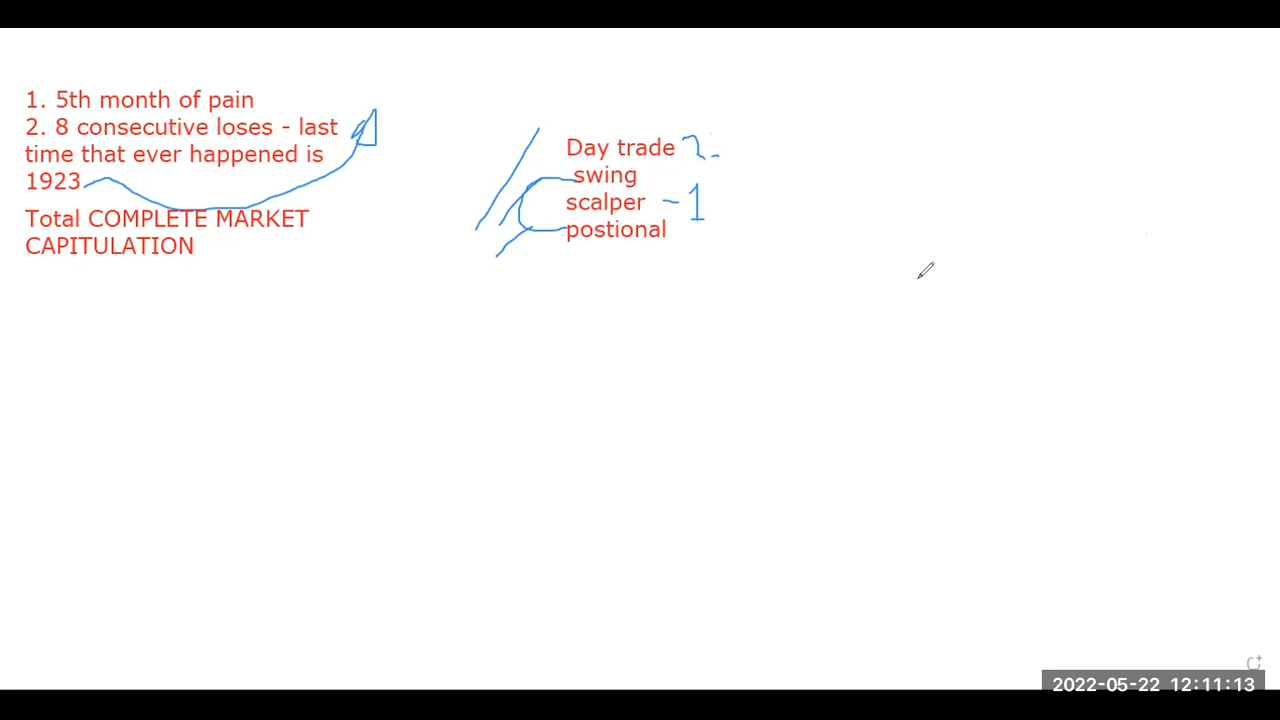 1. 5th month of pain
2. 8 consecutive loses - last
time that ever happened is
1923
Total COMPLETE MARKET
CAPITULATION
Day trade 2.
swing
scalper - 1
postional
2022-05-22 12:11:13